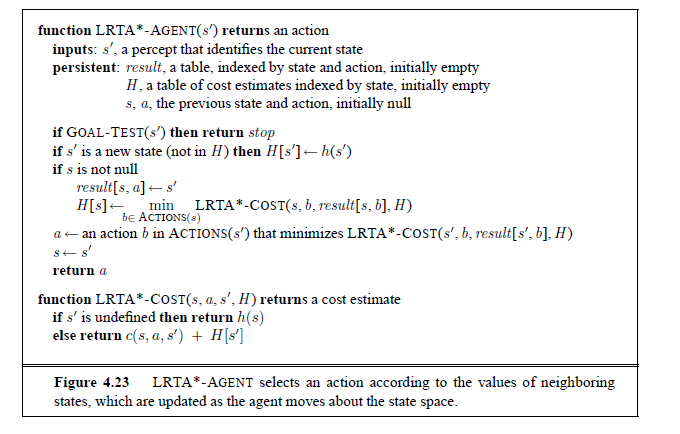 function LRTA*-AGENT(s′) returns an action
inputs: s′, a percept that identifies the current state
persistent: result, a table, indexed by state and action, initially empty
H, a table of cost estimates indexed by state, initially empty
s, a, the previous state and action, initially null
if GOAL-TEST(s′) then return stop
if s′ is a new state (not in H) then H[s′] ← h(s′)
if s is not null
result[s, a] ← s′
H[s] ← min LRTA*-COST(s, b, result[s, b], H)
b∈ ACTIONS(s)
a ← an action b in ACTIONS(s′) that minimizes LRTA*-COST(s′, b, result[s′, b], H)
s ← s′
return a
function LRTA*-COST(s, a, s′, H) returns a cost estimate
if s′ is undefined then return h(s)
else return c(s, a, s′) + H[s′]
Figure 4.23 LRTA*-AGENT selects an action according to the values of neighboring
states, which are updated as the agent moves about the state space.